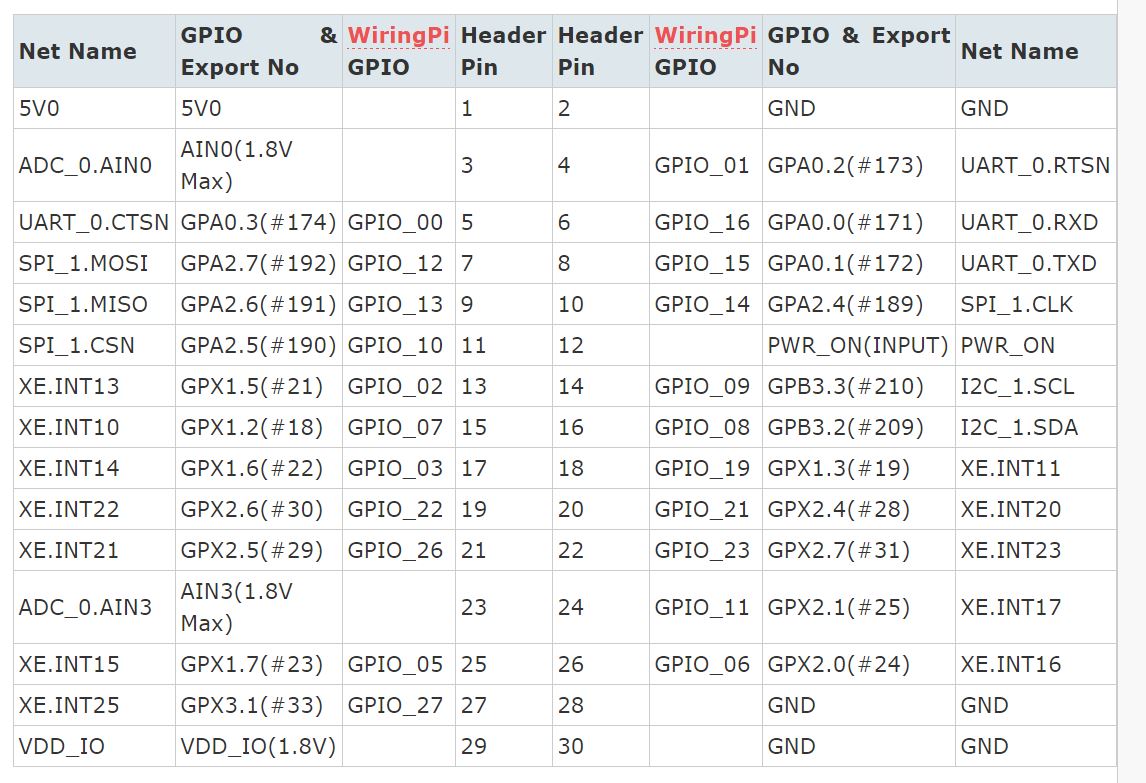 Net Name GPIO & Export No WiringPi GPIO Header Pin Header Pin WiringPi GPIO GPIO & Export No Net Name
5V0 5V0 1 2 GND GND
ADC_0.AIN0 AIN0(1.8V Max) 3 4 GPIO_01 GPA0.2(#173) UART_0.RTSN
UART_0.CTSN GPA0.3(#174) GPIO_00 5 6 GPIO_16 GPA0.0(#171) UART_0.RXD
SPI_1.MOSI GPA2.7(#192) GPIO_12 7 8 GPIO_15 GPA0.1(#172) UART_0.TXD
SPI_1.MISO GPA2.6(#191) GPIO_13 9 10 GPIO_14 GPA2.4(#189) SPI_1.CLK
SPI_1.CSN GPA2.5(#190) GPIO_10 11 12 PWR_ON(INPUT) PWR_ON
XE.INT13 GPX1.5(#21) GPIO_02 13 14 GPIO_09 GPB3.3(#210) I2C_1.SCL
XE.INT10 GPX1.2(#18) GPIO_07 15 16 GPIO_08 GPB3.2(#209) I2C_1.SDA
XE.INT14 GPX1.6(#22) GPIO_03 17 18 GPIO_19 GPX1.3(#19) XE.INT11
XE.INT22 GPX2.6(#30) GPIO_22 19 20 GPIO_21 GPX2.4(#28) XE.INT20
XE.INT21 GPX2.5(#29) GPIO_26 21 22 GPIO_23 GPX2.7(#31) XE.INT23
ADC_0.AIN3 AIN3(1.8V Max) 23 24 GPIO_11 GPX2.1(#25) XE.INT17
XE.INT15 GPX1.7(#23) GPIO_05 25 26 GPIO_06 GPX2.0(#24) XE.INT16
XE.INT25 GPX3.1(#33) GPIO_27 27 28 GND GND
VDD_IO VDD_IO(1.8V) 29 30 GND GND